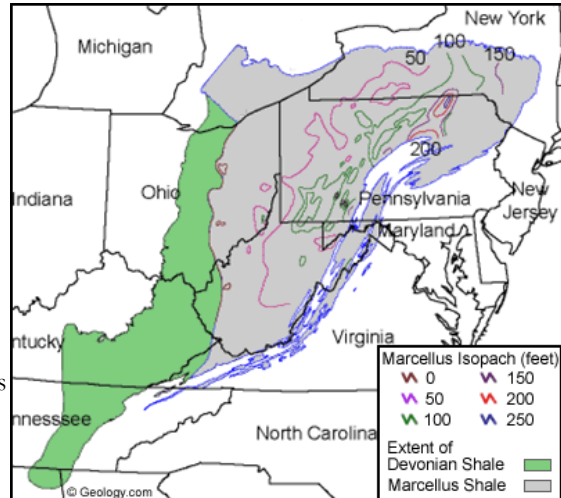 New York
Michigan
100
50
150
Indiana
Ohio
200
Pennsylvania
New
Jersey
Maryland
Virginia
ntucky
s
nnesssee
North Carolina
Marcellus Isopach (feet)
0 150
50 200
100 250
Extent of
Devonian Shale
Marcellus Shale
© Geology.com